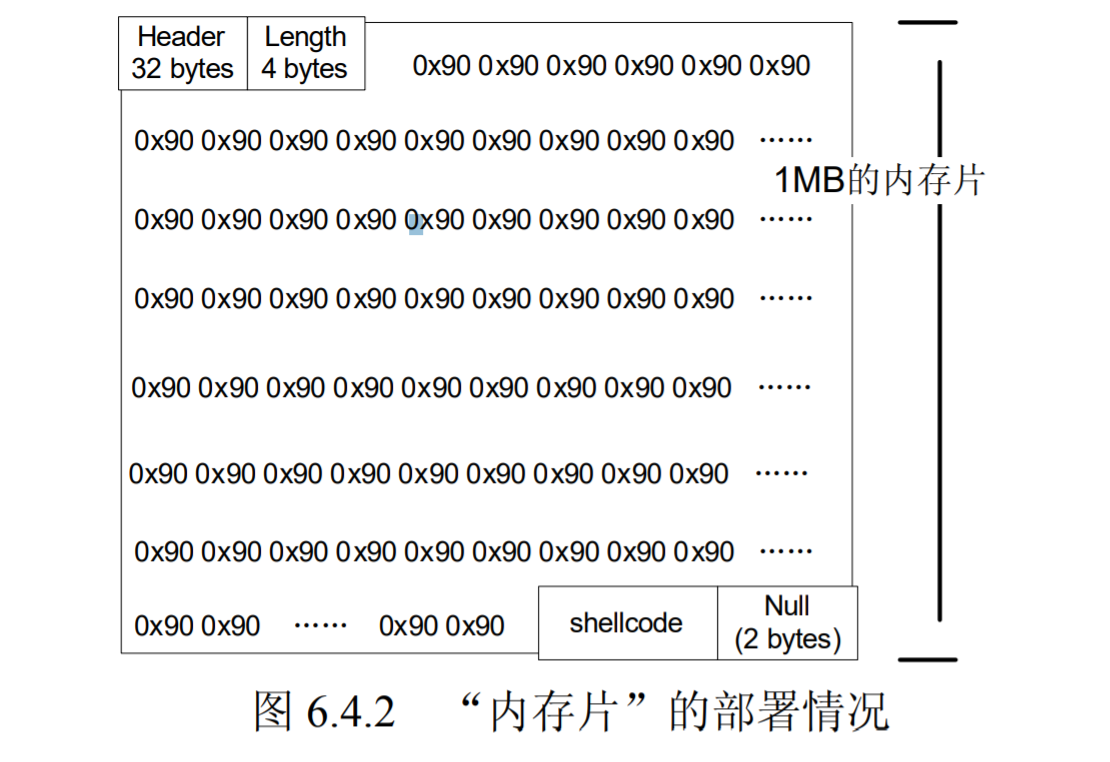 Header Length
32 bytes 4 bytes 0x90 0x90 0x90 0x90 0x90 0x90
0x90 0x90 0x90 0x90 0x90 0x90 0x90 0x90 0x90 ……
1MB的内存片
0x90 0x90 0x90 0x90 0x90 0x90 0x90 0x90 0x90 ……
0x90 0x90 0x90 0x90 0x90 0x90 0x90 0x90 0x90 ……
0x90 0x90 0x90 0x90 0x90 0x90 0x90 0x90 0x90 ……
0x90 0x90 0x90 0x90 0x90 0x90 0x90 0x90 0x90 ……
0x90 0x90 0x90 0x90 0x90 0x90 0x90 0x90 0x90 ……
0x90 0x90 …… 0x90 0x90 shellcode Null
(2 bytes)
图 6.4.2 “内存片”的部署情况